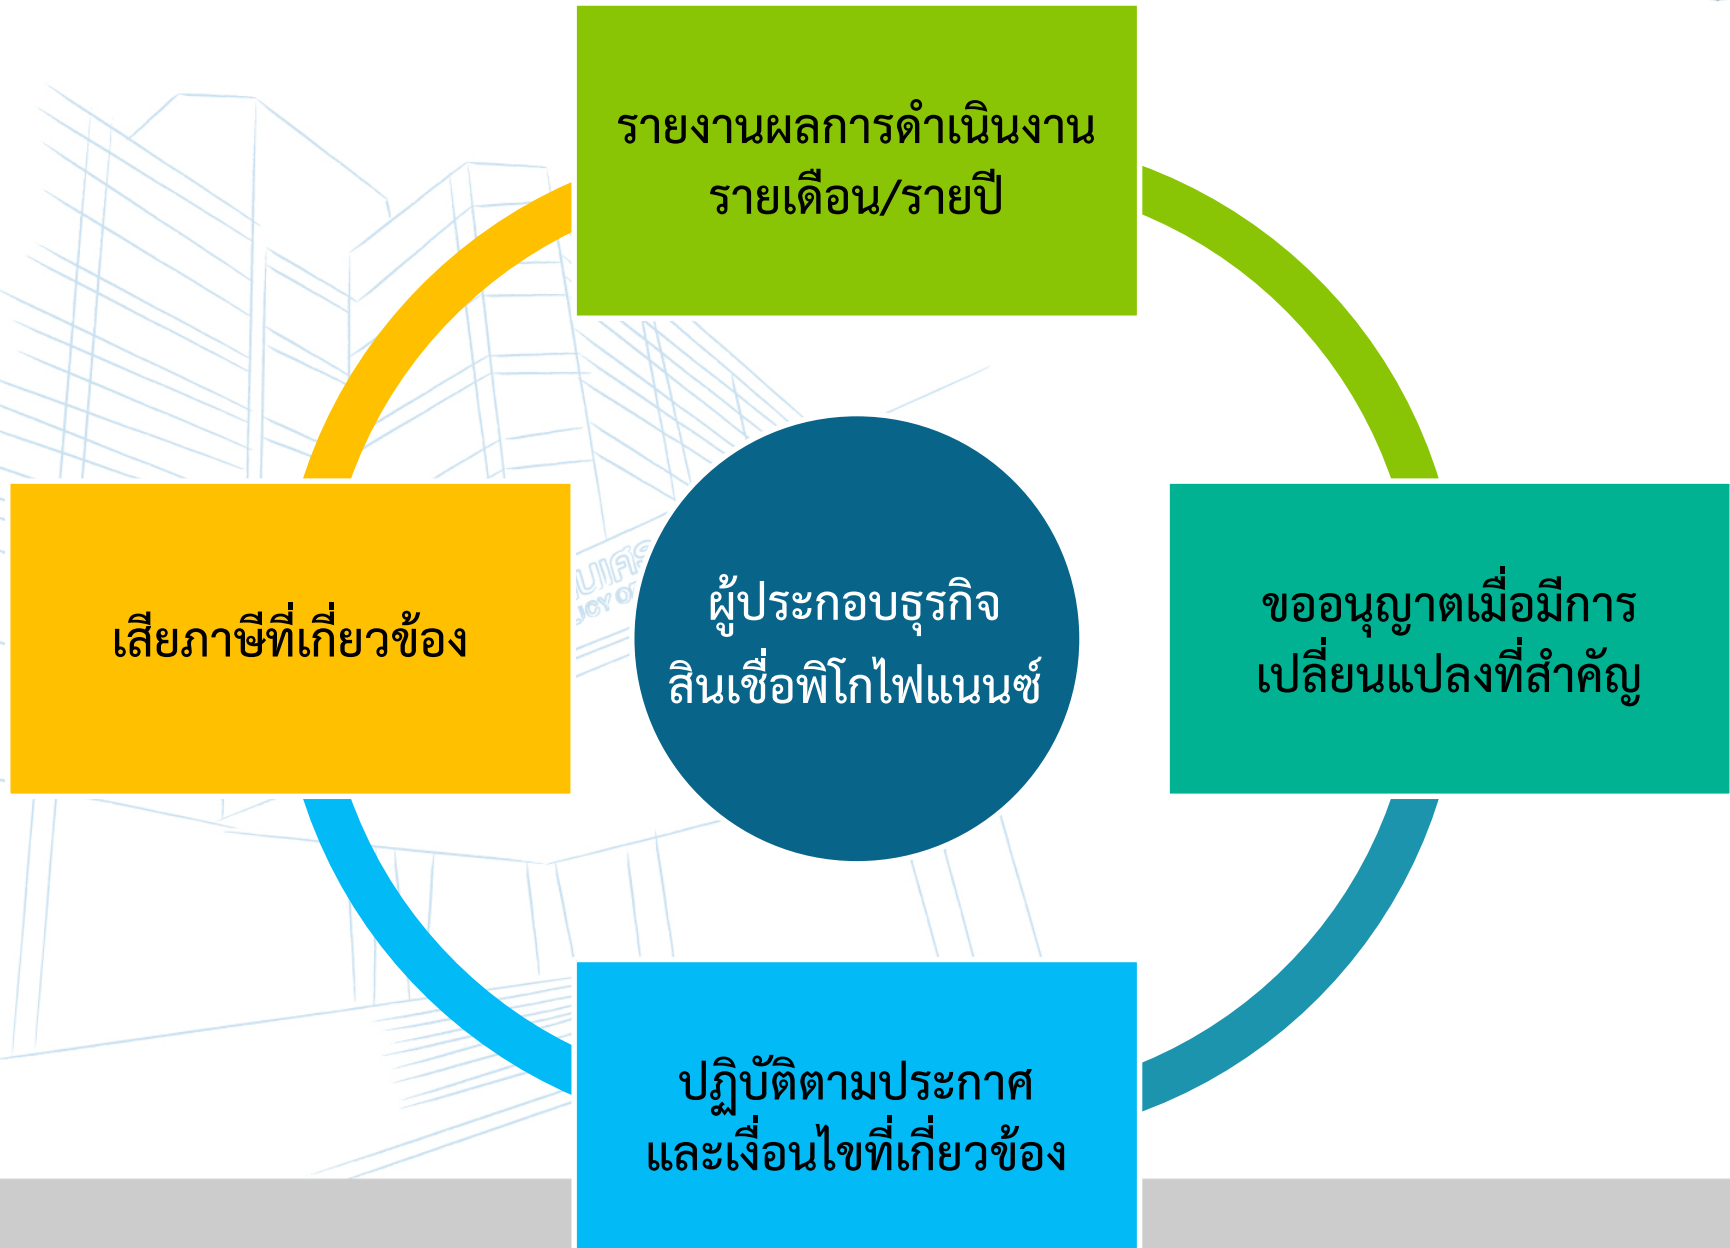 รายงานผลการดำเนินงาน
รายเดือน/รายปี
ผู้ประกอบธุรกิจ
สินเชื่อพิโกไฟแนนซ์
เสียภาษีที่เกี่ยวข้อง
ขออนุญาตเมื่อมีการ
เปลี่ยนแปลงที่สำคัญ
ปฏิบัติตามประกาศ
และเงื่อนไขที่เกี่ยวข้อง